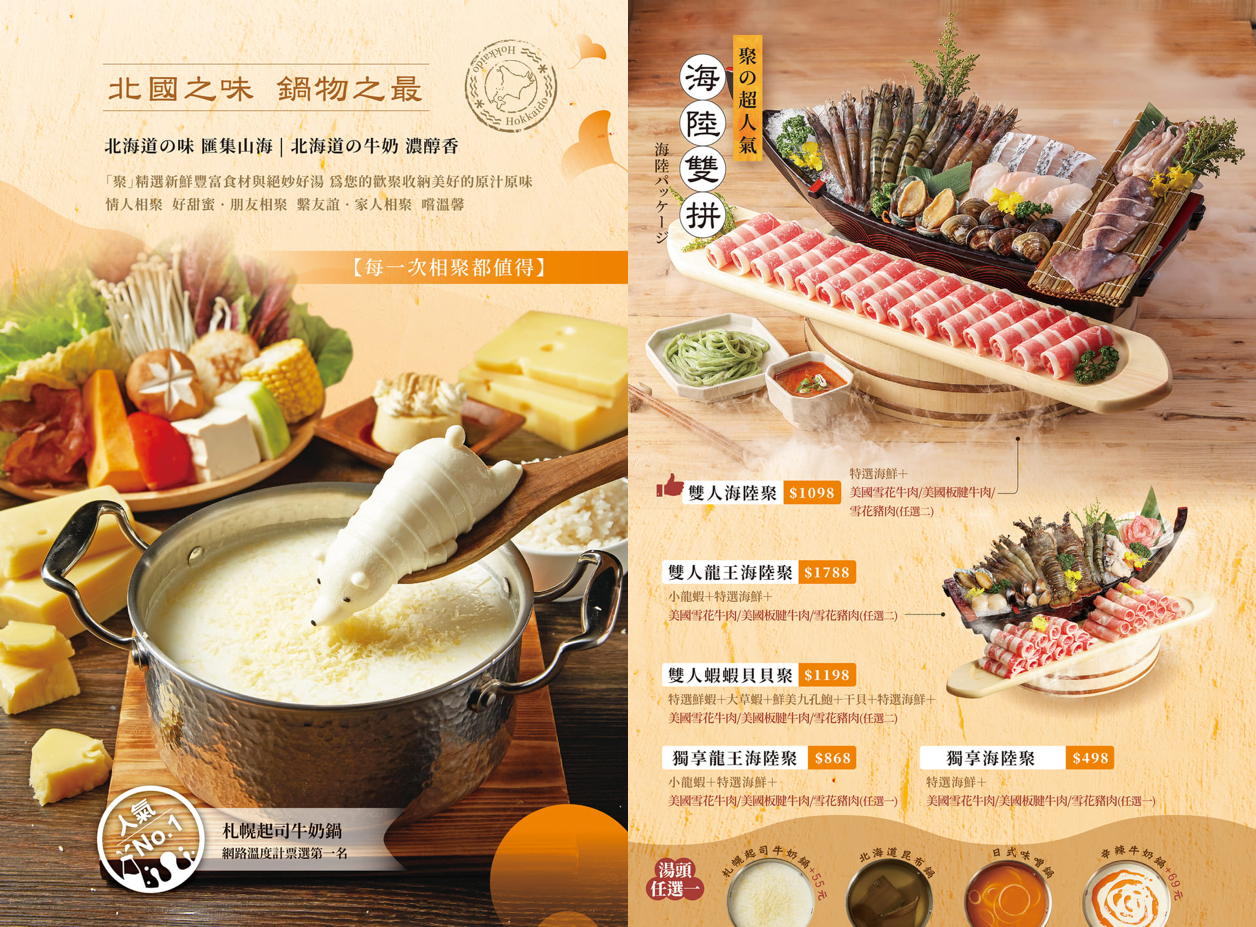 北國之味 鍋物之最
Hokkaido
Hokkaido
北海道の味 匯集山海 | 北海道の牛奶 濃醇香
「聚」精選新鮮豐富食材與絕妙好湯 為您的歡聚收納美好的原汁原味
情人相聚 好甜蜜・朋友相聚 繫友誼・家人相聚 嚐溫馨
【每一次相聚都值得】
人氣
No.1
札幌起司牛奶鍋
網路溫度計票選第一名
聚の超人氣
海陸雙拼
海陸パッケージ
雙人海陸聚 $1098
特選海鮮+
美國雪花牛肉/美國板腱牛肉/
雪花豬肉(任選二)
雙人龍王海陸聚 $1788
小龍蝦+特選海鮮+
美國雪花牛肉/美國板腱牛肉/雪花豬肉(任選二)
雙人蝦蝦貝貝聚 $1198
特選鮮蝦+大草蝦+鮮美九孔鮑+干貝+特選海鮮+
美國雪花牛肉/美國板腱牛肉/雪花豬肉(任選二)
獨享龍王海陸聚 $868
小龍蝦+特選海鮮+
美國雪花牛肉/美國板腱牛肉/雪花豬肉(任選一)
獨享海陸聚 $498
特選海鮮+
美國雪花牛肉/美國板腱牛肉/雪花豬肉(任選一)
湯頭
任選一
札幌起司牛奶鍋+55元
北海道昆布鍋
日式味噌鍋
辛辣牛奶鍋+69元